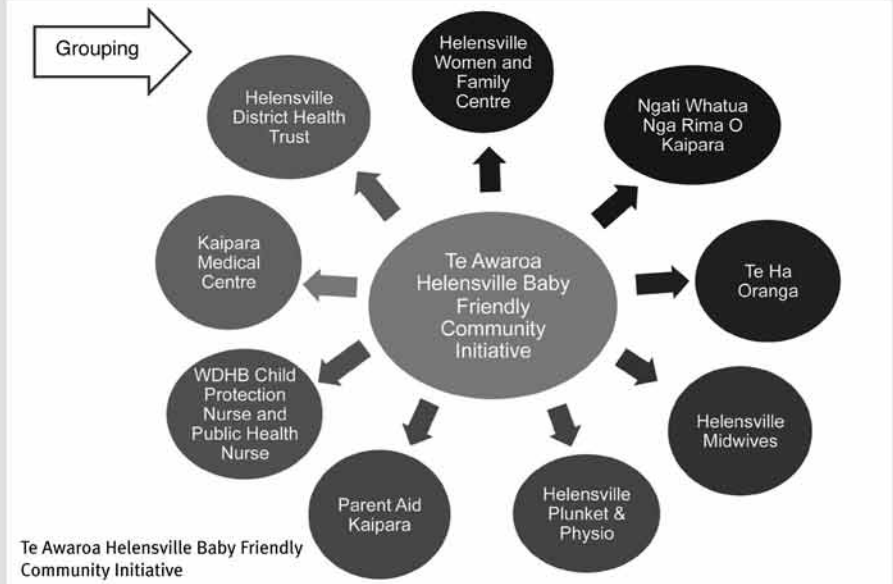 Grouping
Helensville
Women and
Family
Centre
Ngati Whatua
Nga Rima O
Kaipara
Te Ha
Oranga
Helensville
Midwives
Helensville
Plunket &
Physio
Parent Aid
Kaipara
WDHB Child
Protection
Nurse and
Public Health
Nurse
Kaipara
Medical
Centre
Helensville
District Health
Trust
Te Awaroa
Helensville Baby
Friendly
Community
Initiative
Te Awaroa Helensville Baby Friendly
Community Initiative